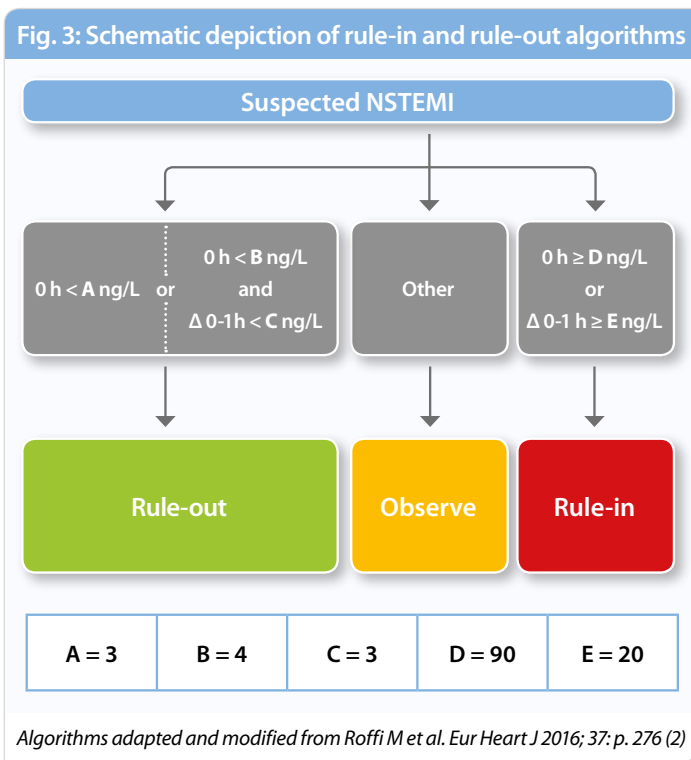 Fig. 3: Schematic depiction of rule-in and rule-out algorithms
Suspected NSTEMI
0 h < A ng/L
or
0 h < B ng/L
and
Δ 0-1h < C ng/L
Other
0 h ≥ D ng/L
or
Δ 0-1 h ≥ E ng/L
Rule-out
Observe
Rule-in
A = 3
B = 4
C = 3
D = 90
E = 20
Algorithms adapted and modified from Roffi M et al. Eur Heart J 2016; 37: p. 276 (2)